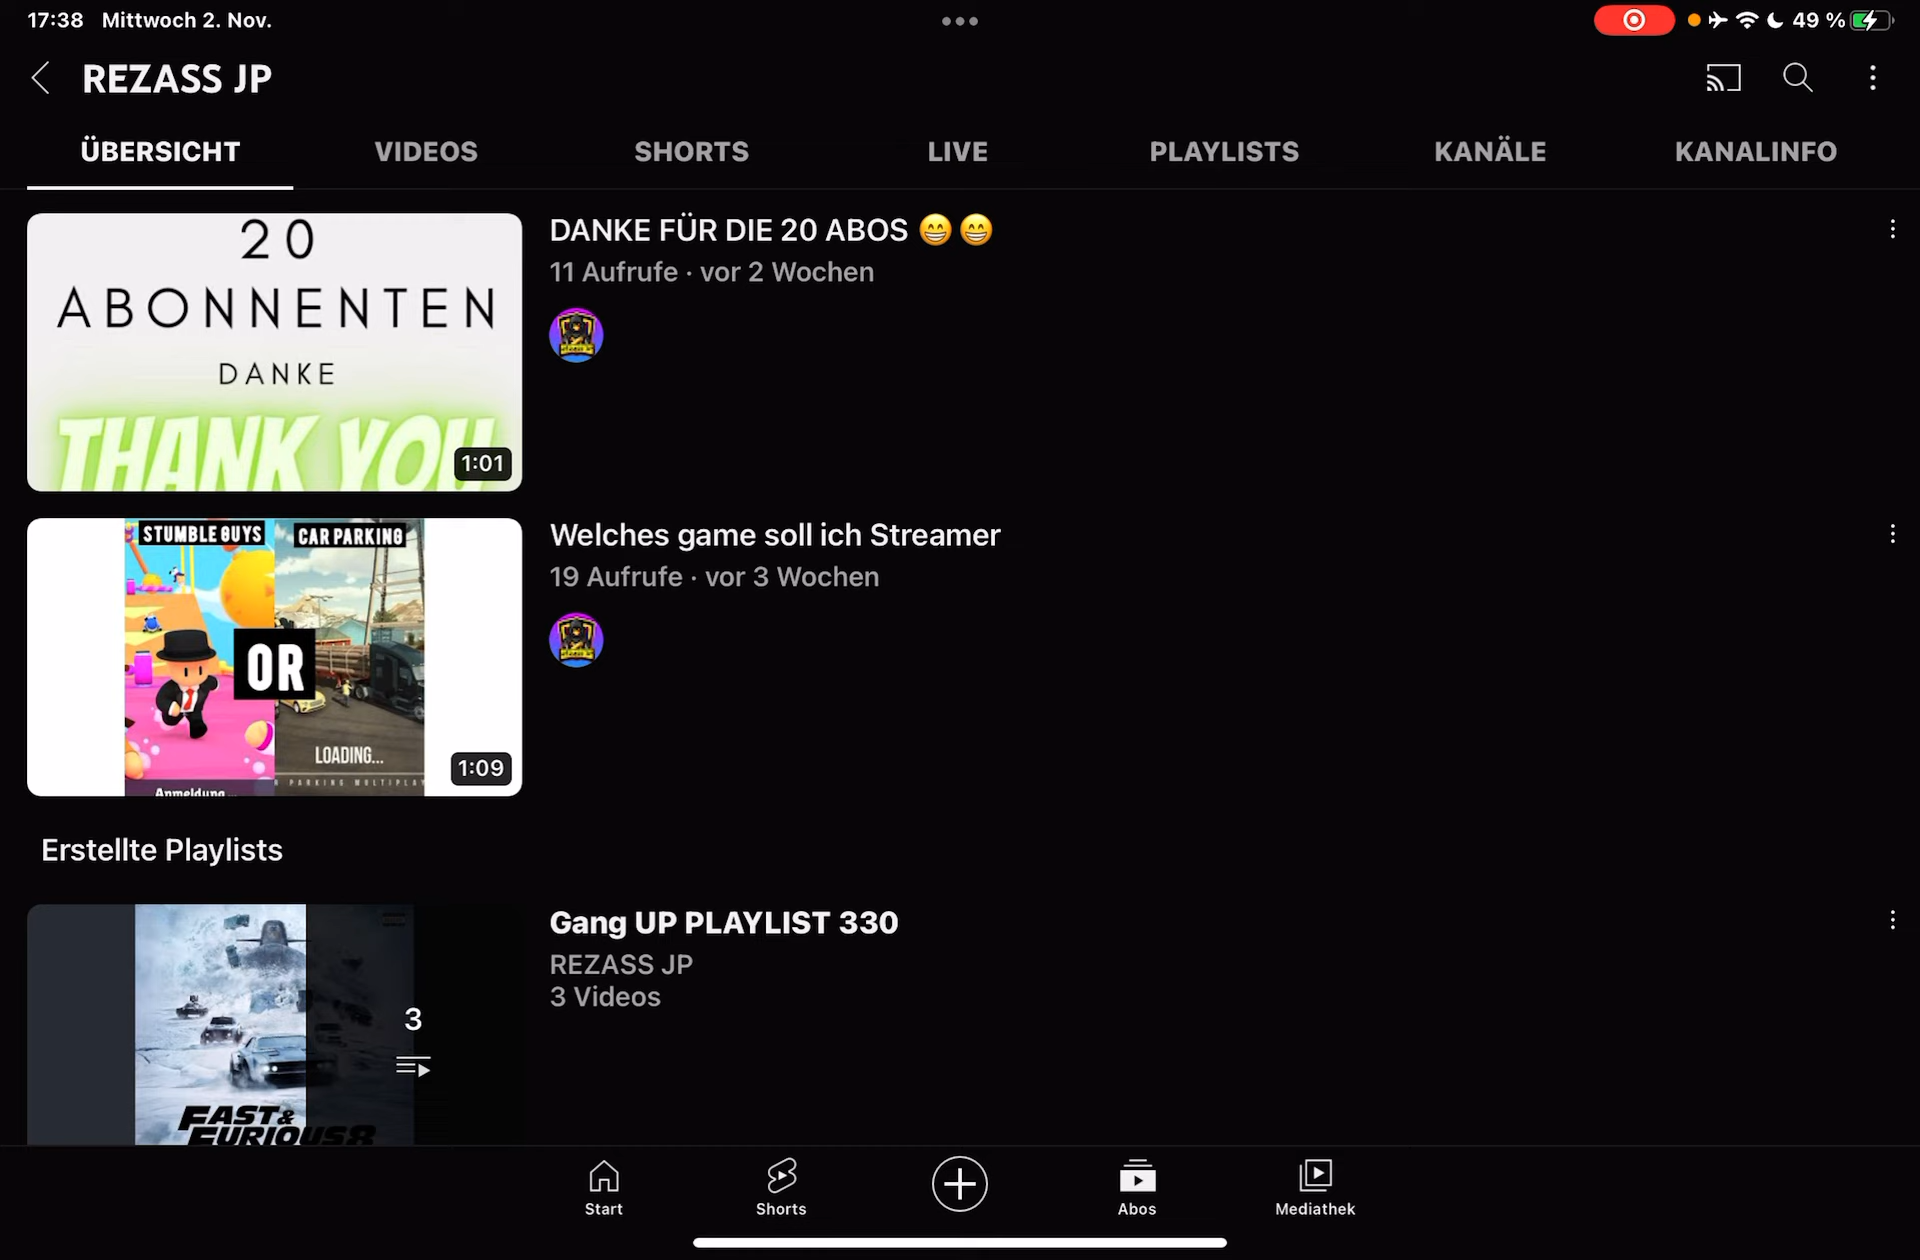 17:38 Mittwoch 2. Nov.
49 %
REZASS JP
ÜBERSICHT
VIDEOS
SHORTS
LIVE
PLAYLISTS
KANÄLE
KANALINFO
20
ABONNENTEN
DANKE
THANK YOU
1:01
DANKE FÜR DIE 20 ABOS 😁😁
11 Aufrufe · vor 2 Wochen
STUMBLE GUYS
CAR PARKING
OR
LOADING...
PARKING MULTIPLA
Anmeldung...
1:09
Welches game soll ich Streamer
19 Aufrufe · vor 3 Wochen
Erstellte Playlists
FAST &
FURIOUS 8
3
Gang UP PLAYLIST 330
REZASS JP
3 Videos
Start
Shorts
Abos
Mediathek